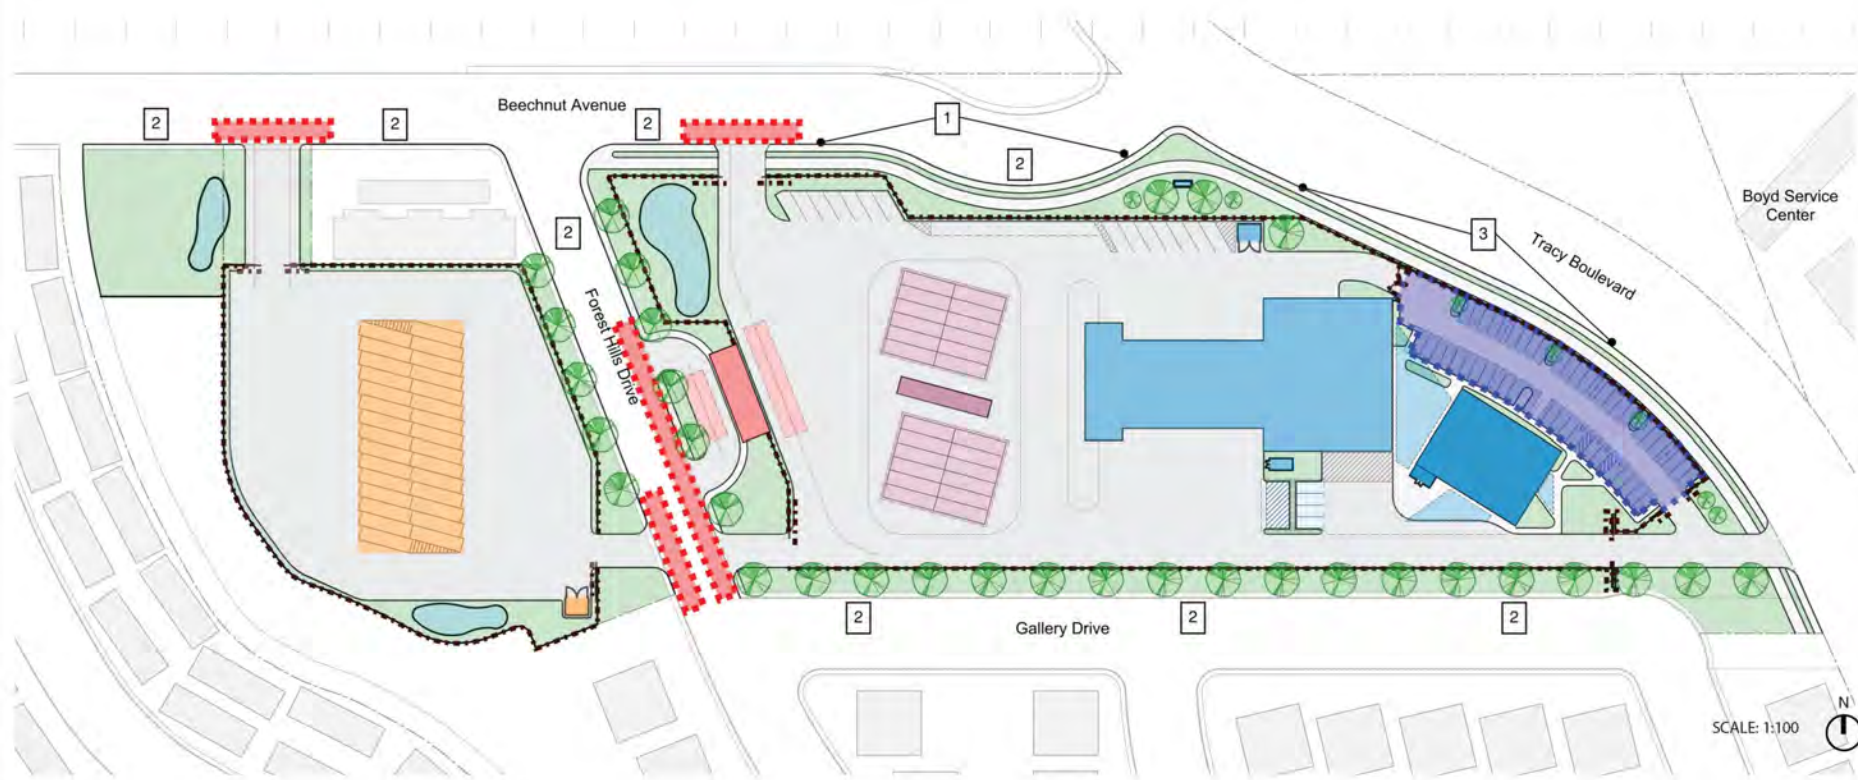 Beechnut Avenue
2
2
2
1
2
Boyd Service
Center
2
3
Tracy Boulevard
Forest Hills Drive
2
2
2
Gallery Drive
N
SCALE: 1:100